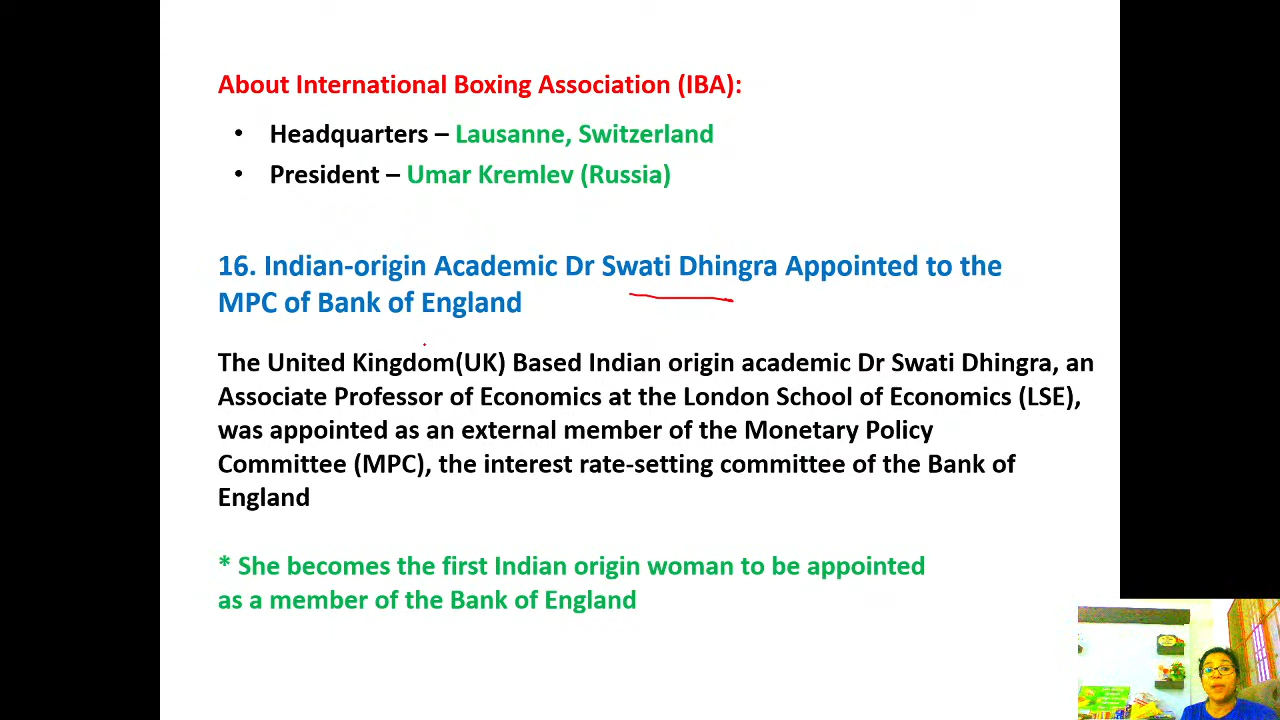 About International Boxing Association (IBA):
• Headquarters – Lausanne, Switzerland
• President – Umar Kremlev (Russia)
16. Indian-origin Academic Dr Swati Dhingra Appointed to the
MPC of Bank of England
The United Kingdom(UK) Based Indian origin academic Dr Swati Dhingra, an
Associate Professor of Economics at the London School of Economics (LSE),
was appointed as an external member of the Monetary Policy
Committee (MPC), the interest rate-setting committee of the Bank of
England
* She becomes the first Indian origin woman to be appointed
as a member of the Bank of England